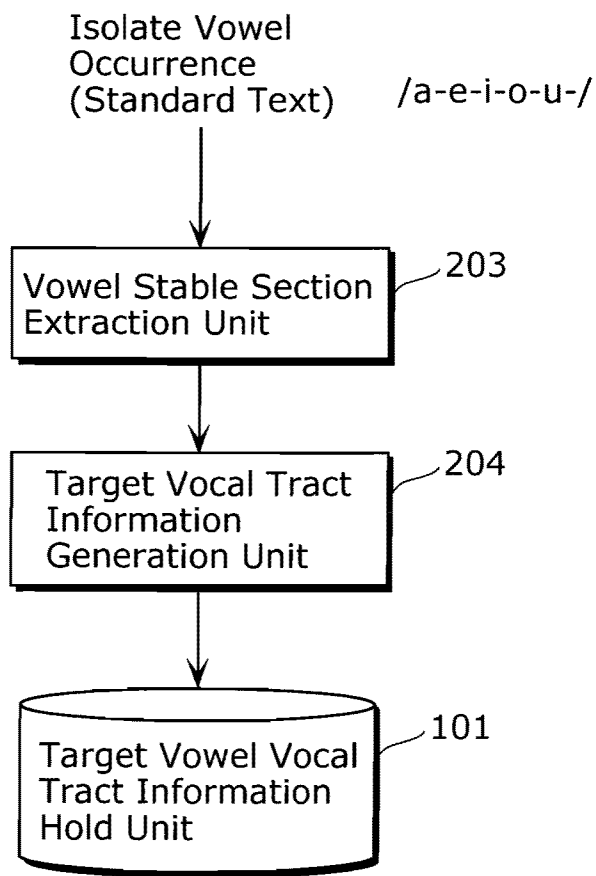 Isolate Vowel
Occurrence
(Standard Text) /a-e-i-o-u-/
203
Vowel Stable Section
Extraction Unit
204
Target Vocal Tract
Information
Generation Unit
101
Target Vowel Vocal
Tract Information
Hold Unit